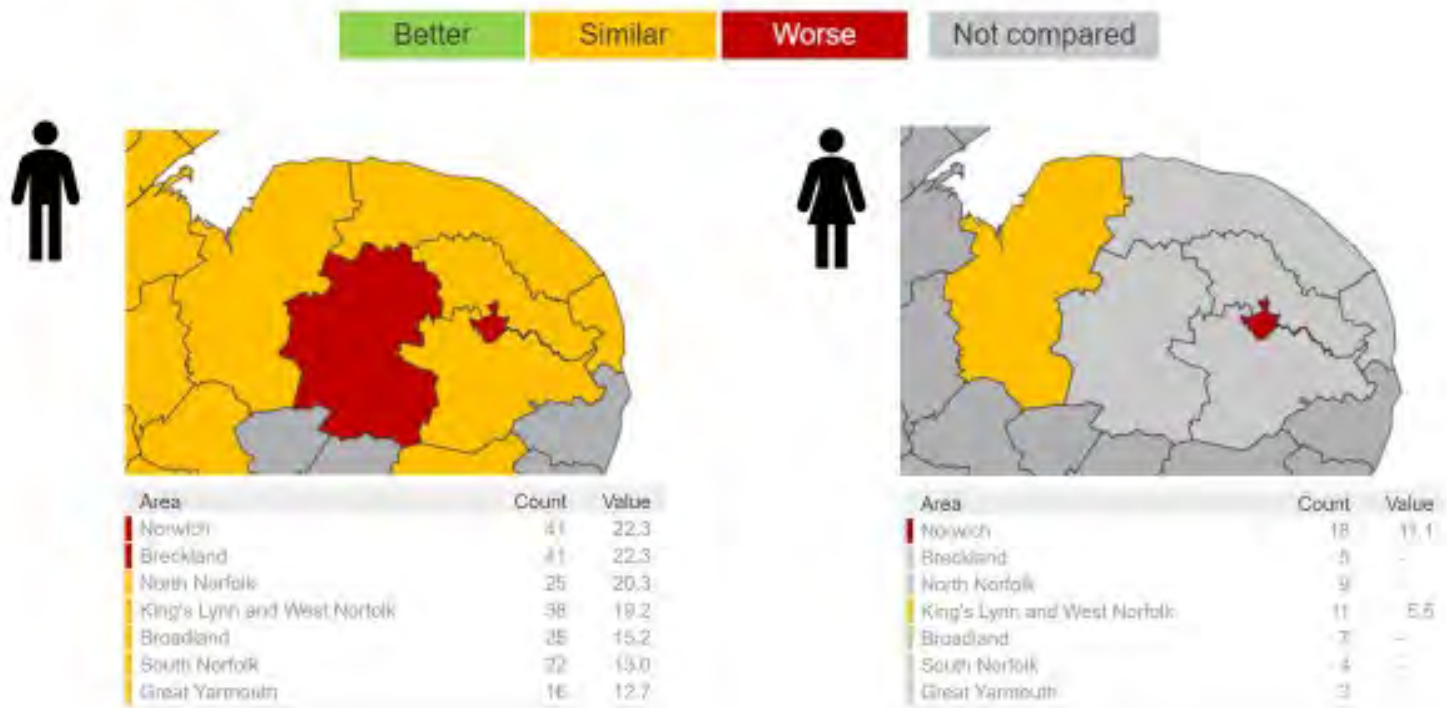 Better Similar Worse Not compared
Area Count Value
Norwich 41 22.3
Breckland 41 22.3
North Norfolk 25 20.3
King's Lynn and West Norfolk 38 19.2
Broadland 15.2
South Norfolk 22 13.0
Great Yarmouth 16 12.7
Area Count Value
Norwich 18 11.1
Breckland 5 -
North Norfolk 9
King's Lynn and West Norfolk 11 5.5
Broadland 7 -
South Norfolk 4 -
Great Yarmouth